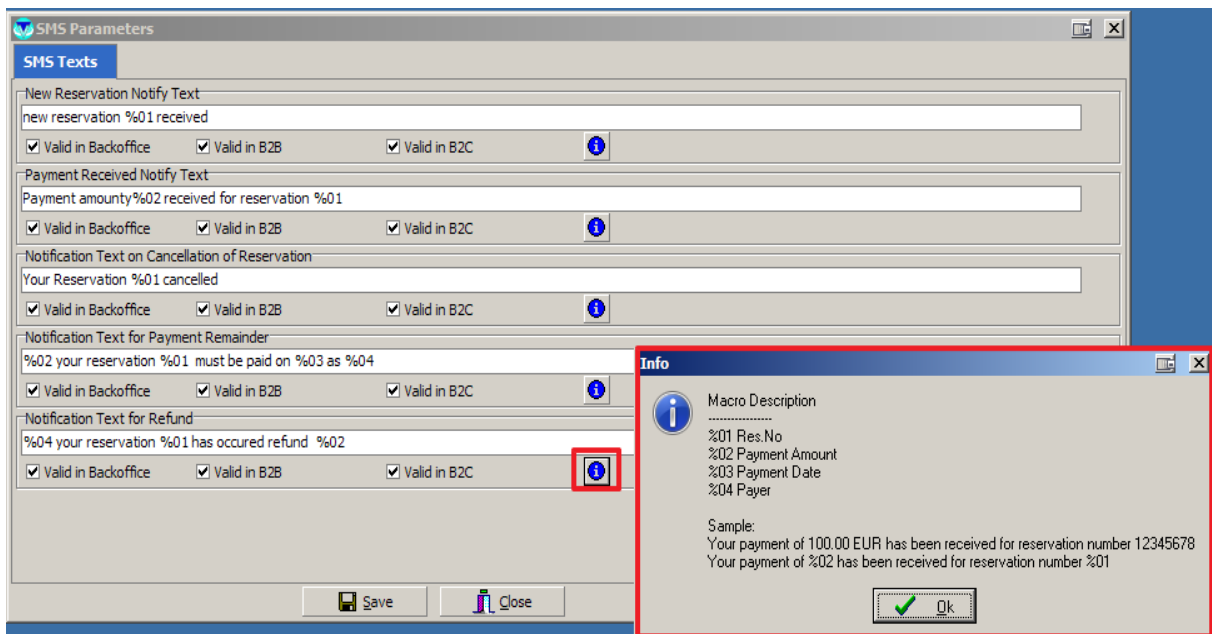 SMS Parameters
SMS Texts
New Reservation Notify Text
new reservation %01 received
Valid in Backoffice Valid in B2B Valid in B2C
Payment Received Notify Text
Payment amounty%02 received for reservation %01
Valid in Backoffice Valid in B2B Valid in B2C
Notification Text on Cancellation of Reservation
Your Reservation %01 cancelled
Valid in Backoffice Valid in B2B Valid in B2C
Notification Text for Payment Remainder
%02 your reservation %01 must be paid on %03 as %04
Valid in Backoffice Valid in B2B Valid in B2C
Notification Text for Refund
%04 your reservation %01 has occured refund %02
Valid in Backoffice Valid in B2B Valid in B2C
Save Close
Info
Macro Description
-----------------
%01 Res.No
%02 Payment Amount
%03 Payment Date
%04 Payer
Sample:
Your payment of 100.00 EUR has been received for reservation number 12345678
Your payment of %02 has been received for reservation number %01
Ok